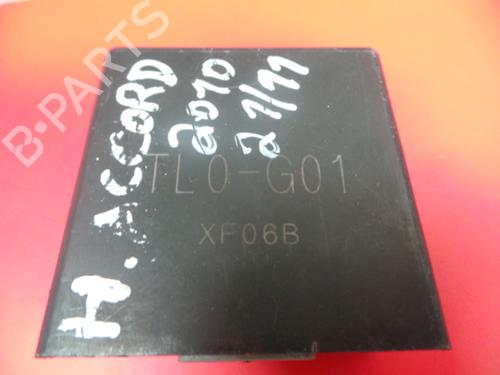 B-PARTS
H. ACCORD
2010
21/11
TL0-G01
XF06B